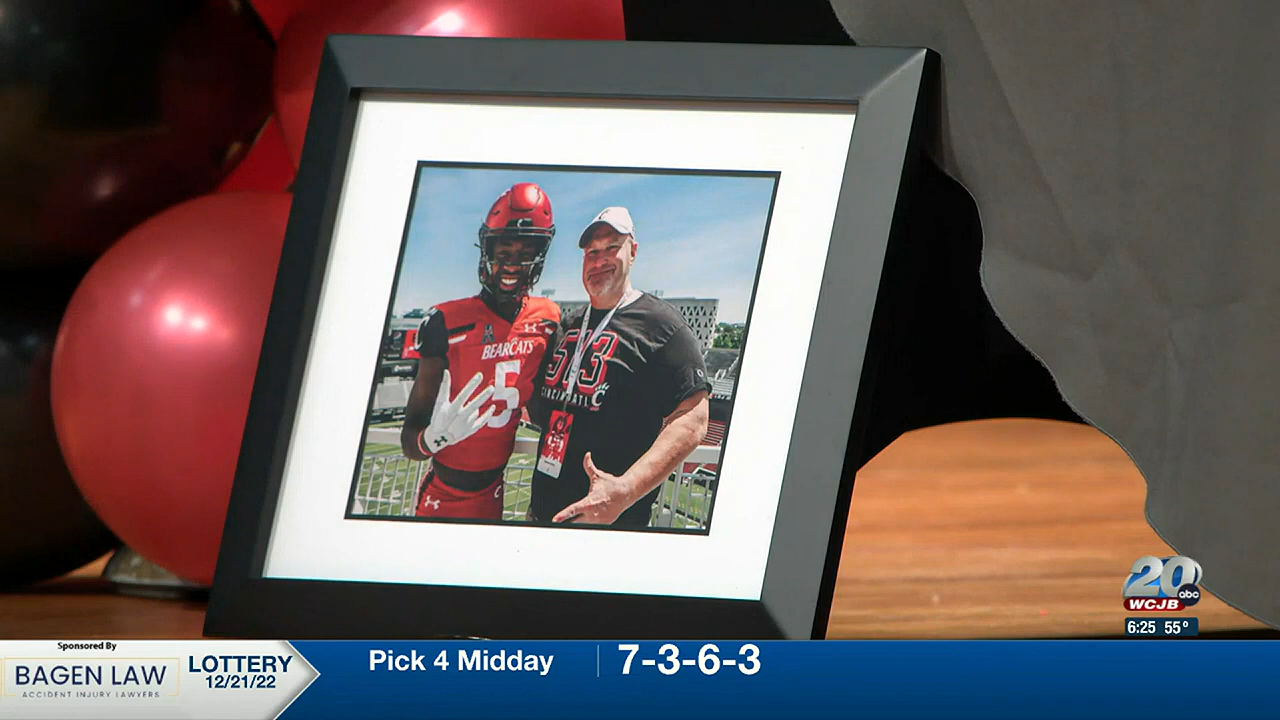 BEARCATS
5
513
CINCINNATI
20
abc
WCJB
6:25 55°
Sponsored By
BAGEN LAW
ACCIDENT INJURY LAWYERS
LOTTERY
12/21/22
Pick 4 Midday
7-3-6-3